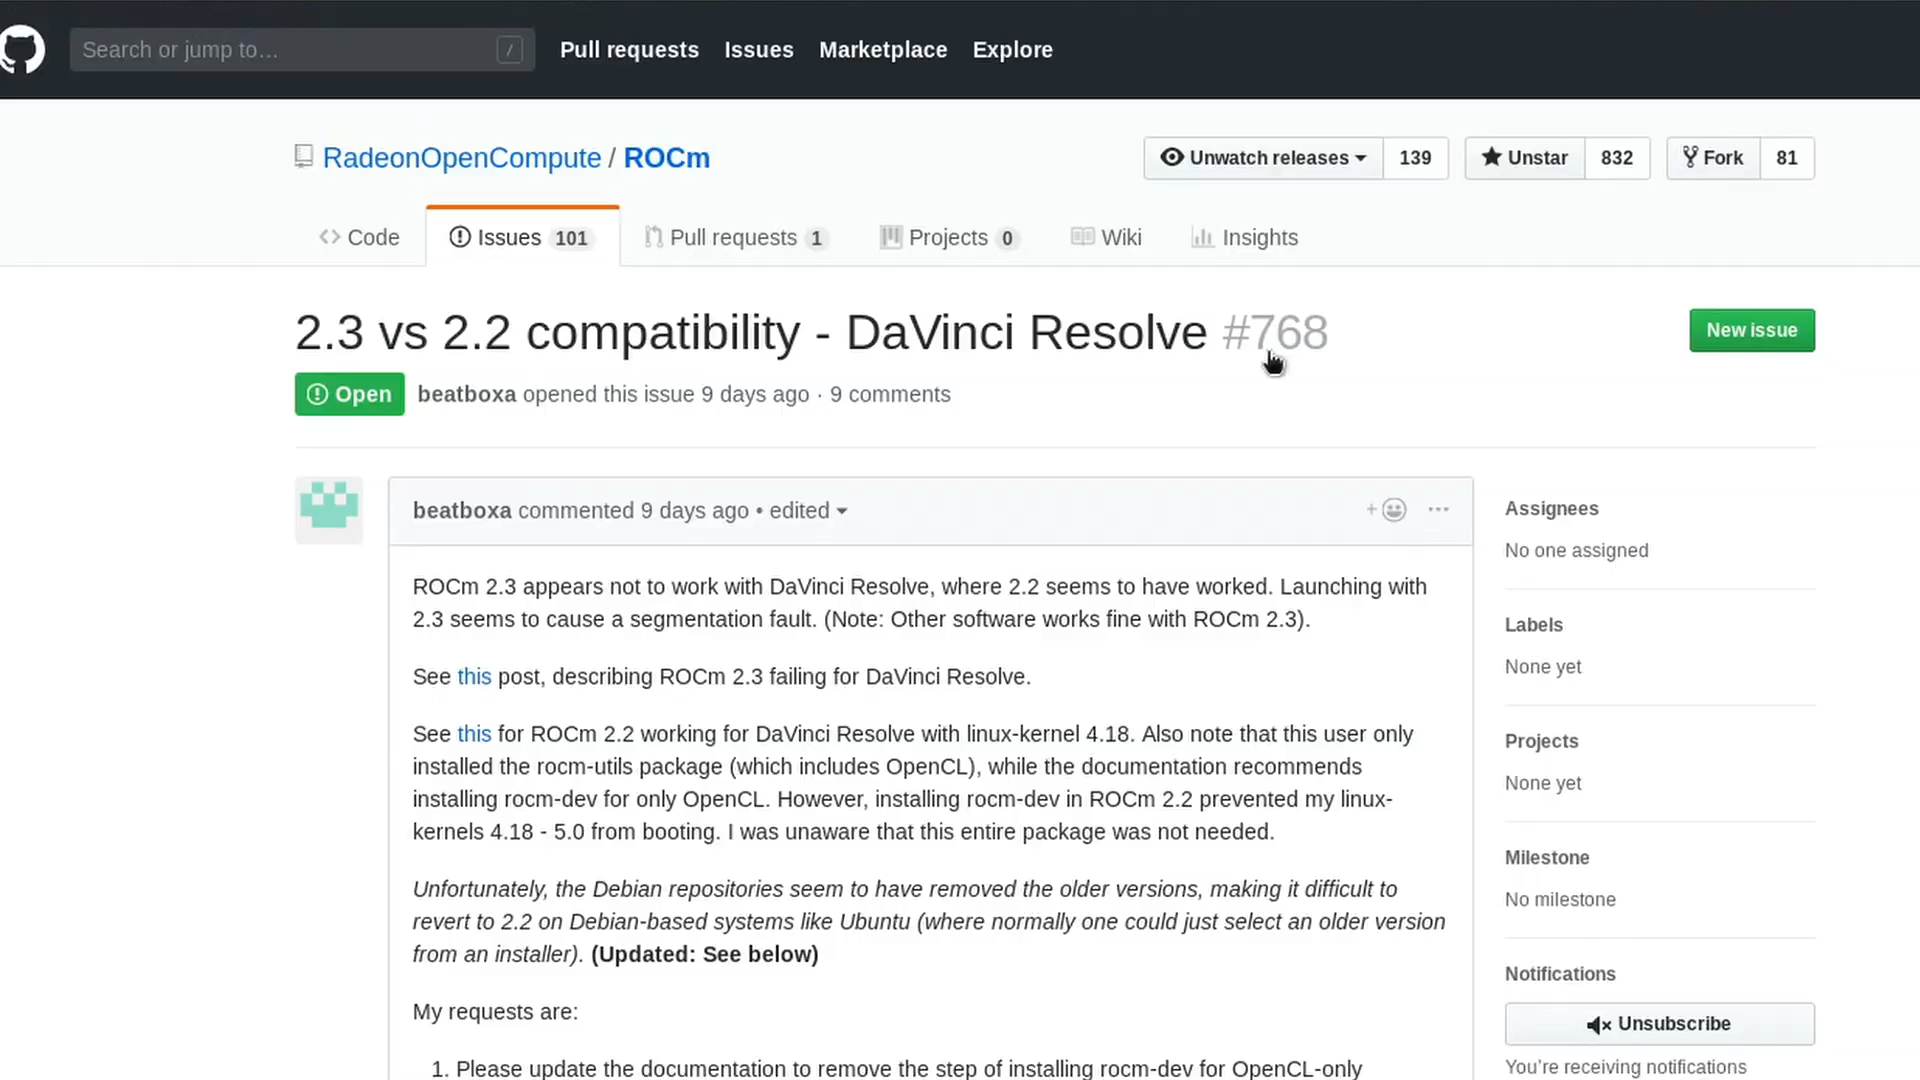 Search or jump to… /
Pull requests Issues Marketplace Explore
RadeonOpenCompute / ROCm
Unwatch releases 139 Unstar 832 Fork 81
Code Issues 101 Pull requests 1 Projects 0 Wiki Insights
2.3 vs 2.2 compatibility - DaVinci Resolve #768
New issue
Open beatboxa opened this issue 9 days ago · 9 comments
beatboxa commented 9 days ago • edited
ROCm 2.3 appears not to work with DaVinci Resolve, where 2.2 seems to have worked. Launching with
2.3 seems to cause a segmentation fault. (Note: Other software works fine with ROCm 2.3).
See this post, describing ROCm 2.3 failing for DaVinci Resolve.
See this for ROCm 2.2 working for DaVinci Resolve with linux-kernel 4.18. Also note that this user only
installed the rocm-utils package (which includes OpenCL), while the documentation recommends
installing rocm-dev for only OpenCL. However, installing rocm-dev in ROCm 2.2 prevented my linux-
kernels 4.18 - 5.0 from booting. I was unaware that this entire package was not needed.
Unfortunately, the Debian repositories seem to have removed the older versions, making it difficult to
revert to 2.2 on Debian-based systems like Ubuntu (where normally one could just select an older version
from an installer). (Updated: See below)
My requests are:
1. Please update the documentation to remove the step of installing rocm-dev for OpenCL-only
Assignees
No one assigned
Labels
None yet
Projects
None yet
Milestone
No milestone
Notifications
Unsubscribe
You're receiving notifications